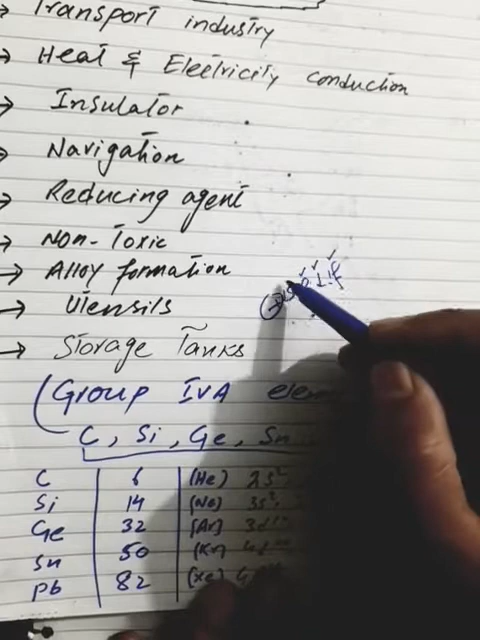 Transport industry
→ Heat & Electricity conduction
→ Insulator
→ Navigation
→ Reducing agent
→ Non-Toxic
→ Alloy formation
→ Utensils
→ Storage Tanks
(Group IVA
C, Si, Ge, Sn
C 6 (He) 2s²
Si 14 (Ne) 3s²
Ge 32 [Ar]
Sn 50 (Kr)
Pb 82 (Xe)